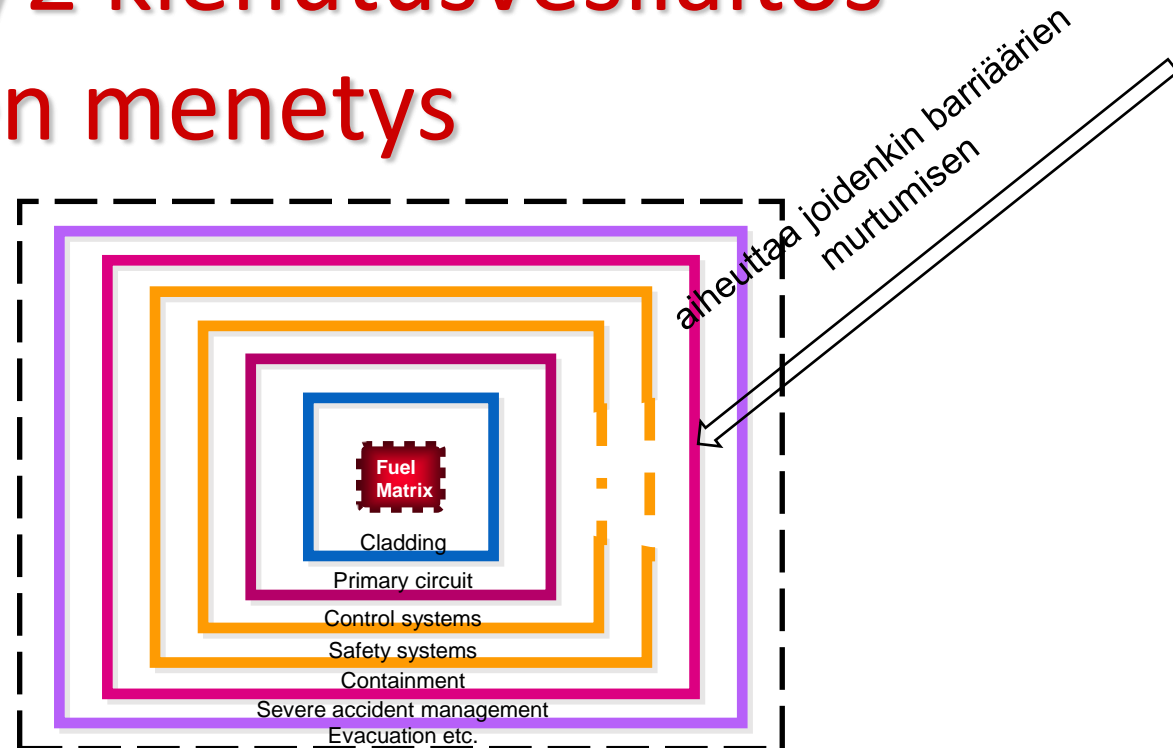 n menetys
aiheuttaa joidenkin barriäärien
murtumisen
Fuel
Matrix
Cladding
Primary circuit
Control systems
Safety systems
Containment
Severe accident management
Evacuation etc.